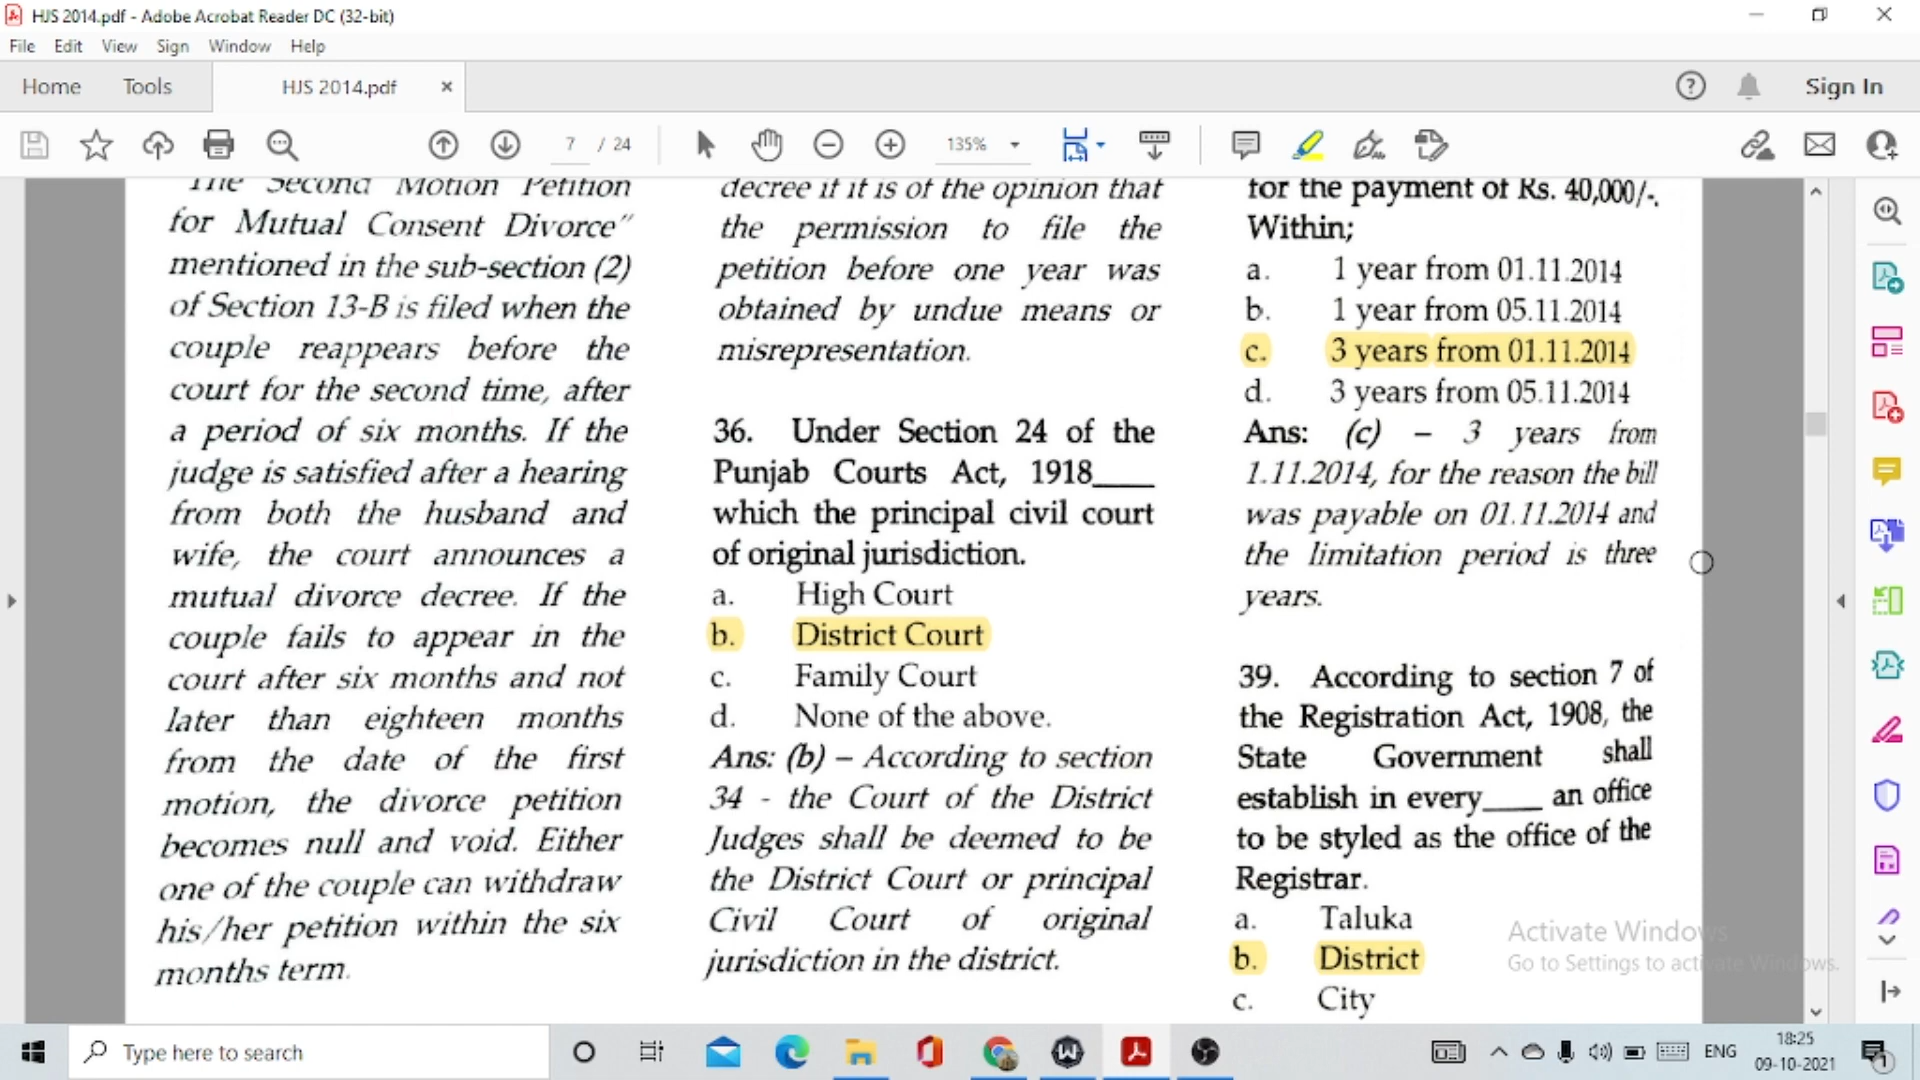 HJS 2014.pdf - Adobe Acrobat Reader DC (32-bit)
File Edit View Sign Window Help
Home Tools HJS 2014.pdf × Sign In
7 / 24 135%
The Second Motion Petition
for Mutual Consent Divorce"
mentioned in the sub-section (2)
of Section 13-B is filed when the
couple reappears before the
court for the second time, after
a period of six months. If the
judge is satisfied after a hearing
from both the husband and
wife, the court announces a
mutual divorce decree. If the
couple fails to appear in the
court after six months and not
later than eighteen months
from the date of the first
motion, the divorce petition
becomes null and void. Either
one of the couple can withdraw
his/her petition within the six
months term.
decree if it is of the opinion that
the permission to file the
petition before one year was
obtained by undue means or
misrepresentation.
36. Under Section 24 of the
Punjab Courts Act, 1918____
which the principal civil court
of original jurisdiction.
a. High Court
b. District Court
c. Family Court
d. None of the above.
Ans: (b) – According to section
34 - the Court of the District
Judges shall be deemed to be
the District Court or principal
Civil Court of original
jurisdiction in the district.
for the payment of Rs. 40,000/-.
Within;
a. 1 year from 01.11.2014
b. 1 year from 05.11.2014
c. 3 years from 01.11.2014
d. 3 years from 05.11.2014
Ans: (c) – 3 years from
1.11.2014, for the reason the bill
was payable on 01.11.2014 and
the limitation period is three
years.
39. According to section 7 of
the Registration Act, 1908, the
State Government shall
establish in every____ an office
to be styled as the office of the
Registrar.
a. Taluka
b. District
c. City
Activate Windows
Go to Settings to activate Windows.
Type here to search
ENG
18:25
09-10-2021
1